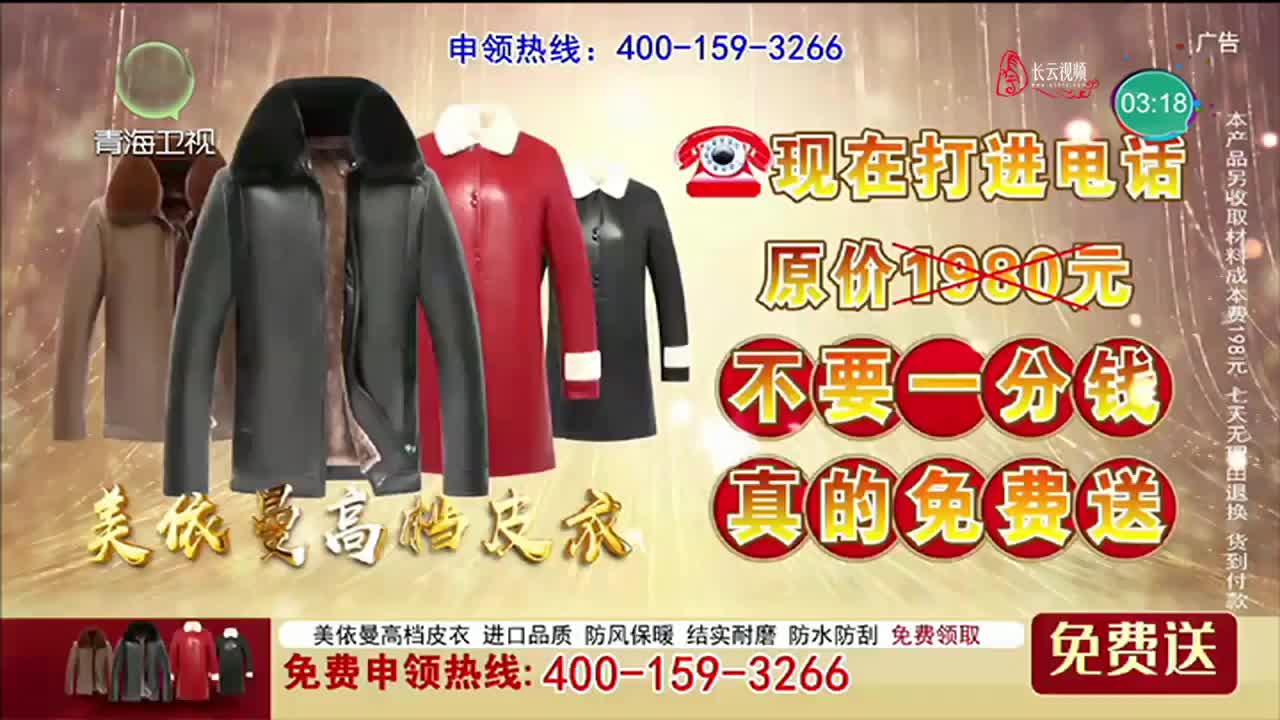 申领热线：400-159-3266
广告
长云视频
03:18
青海卫视
现在打进电话
原价1980元
不要一分钱
真的免费送
美依曼高档皮衣
本产品另收取材料成本费198元 七天无理由退换 货到付款
美依曼高档皮衣 进口品质 防风保暖 结实耐磨 防水防刮 免费领取
免费申领热线：400-159-3266
免费送